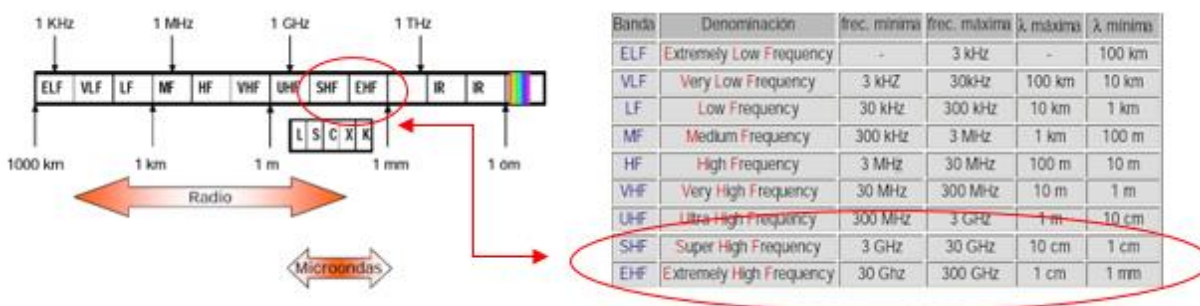 1 KHz 1 MHz 1 GHz 1 THz
ELF VLF LF MF HF VHF UHF SHF EHF IR IR
L S C X K
1000 km 1 km 1 m 1 mm 1 óm
Radio
Microondas
Banda Denominación frec. mínima frec. máxima λ máxima λ mínima
ELF Extremely Low Frequency - 3 kHz - 100 km
VLF Very Low Frequency 3 kHZ 30kHz 100 km 10 km
LF Low Frequency 30 kHz 300 kHz 10 km 1 km
MF Medium Frequency 300 kHz 3 MHz 1 km 100 m
HF High Frequency 3 MHz 30 MHz 100 m 10 m
VHF Very High Frequency 30 MHz 300 MHz 10 m 1 m
UHF Ultra High Frequency 300 MHz 3 GHz 1 m 10 cm
SHF Super High Frequency 3 GHz 30 GHz 10 cm 1 cm
EHF Extremely High Frequency 30 Ghz 300 GHz 1 cm 1 mm